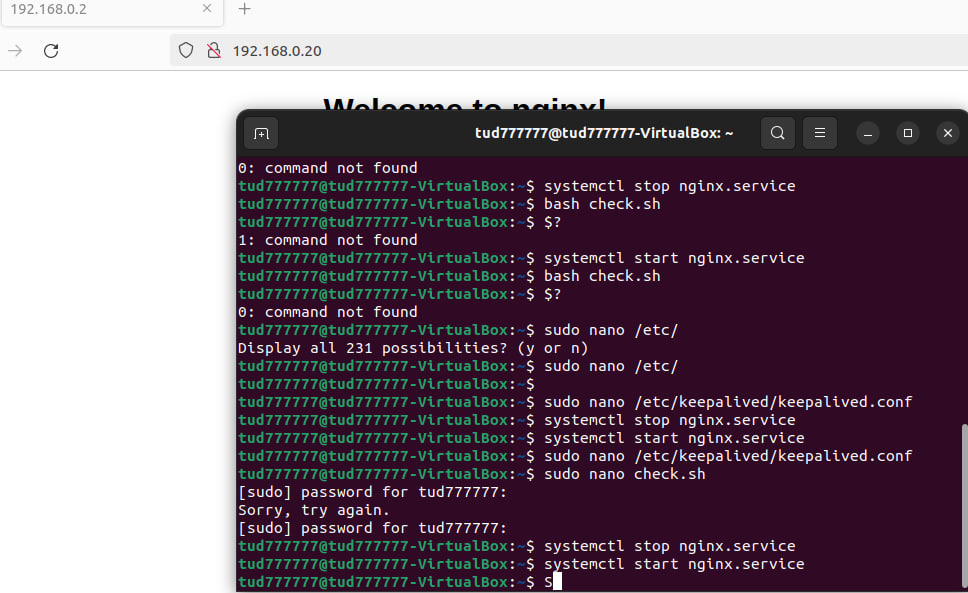 192.168.0.2
192.168.0.20
Welcome to nginx!
tud777777@tud777777-VirtualBox: ~
0: command not found
tud777777@tud777777-VirtualBox:~$ systemctl stop nginx.service
tud777777@tud777777-VirtualBox:~$ bash check.sh
tud777777@tud777777-VirtualBox:~$ $?
1: command not found
tud777777@tud777777-VirtualBox:~$ systemctl start nginx.service
tud777777@tud777777-VirtualBox:~$ bash check.sh
tud777777@tud777777-VirtualBox:~$ $?
0: command not found
tud777777@tud777777-VirtualBox:~$ sudo nano /etc/
Display all 231 possibilities? (y or n)
tud777777@tud777777-VirtualBox:~$ sudo nano /etc/
tud777777@tud777777-VirtualBox:~$
tud777777@tud777777-VirtualBox:~$ sudo nano /etc/keepalived/keepalived.conf
tud777777@tud777777-VirtualBox:~$ systemctl stop nginx.service
tud777777@tud777777-VirtualBox:~$ systemctl start nginx.service
tud777777@tud777777-VirtualBox:~$ sudo nano /etc/keepalived/keepalived.conf
tud777777@tud777777-VirtualBox:~$ sudo nano check.sh
[sudo] password for tud777777:
Sorry, try again.
[sudo] password for tud777777:
tud777777@tud777777-VirtualBox:~$ systemctl stop nginx.service
tud777777@tud777777-VirtualBox:~$ systemctl start nginx.service
tud777777@tud777777-VirtualBox:~$ S